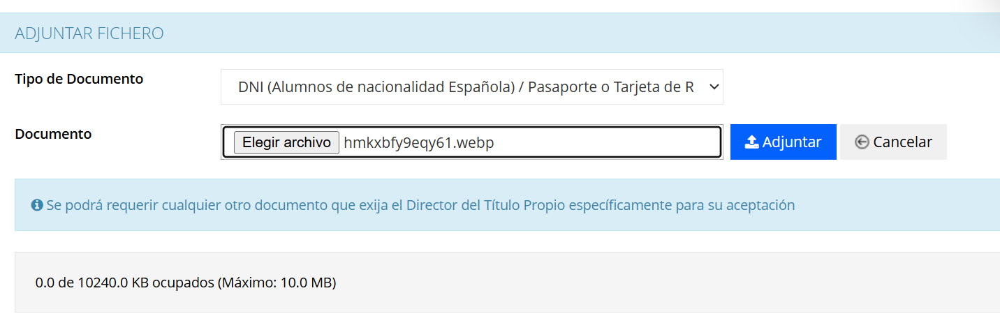 ADJUNTAR FICHERO
Tipo de Documento
DNI (Alumnos de nacionalidad Española) / Pasaporte o Tarjeta de R
Documento
Elegir archivo hmkxbfy9eqy61.webp
Adjuntar
Cancelar
Se podrá requerir cualquier otro documento que exija el Director del Título Propio específicamente para su aceptación
0.0 de 10240.0 KB ocupados (Máximo: 10.0 MB)